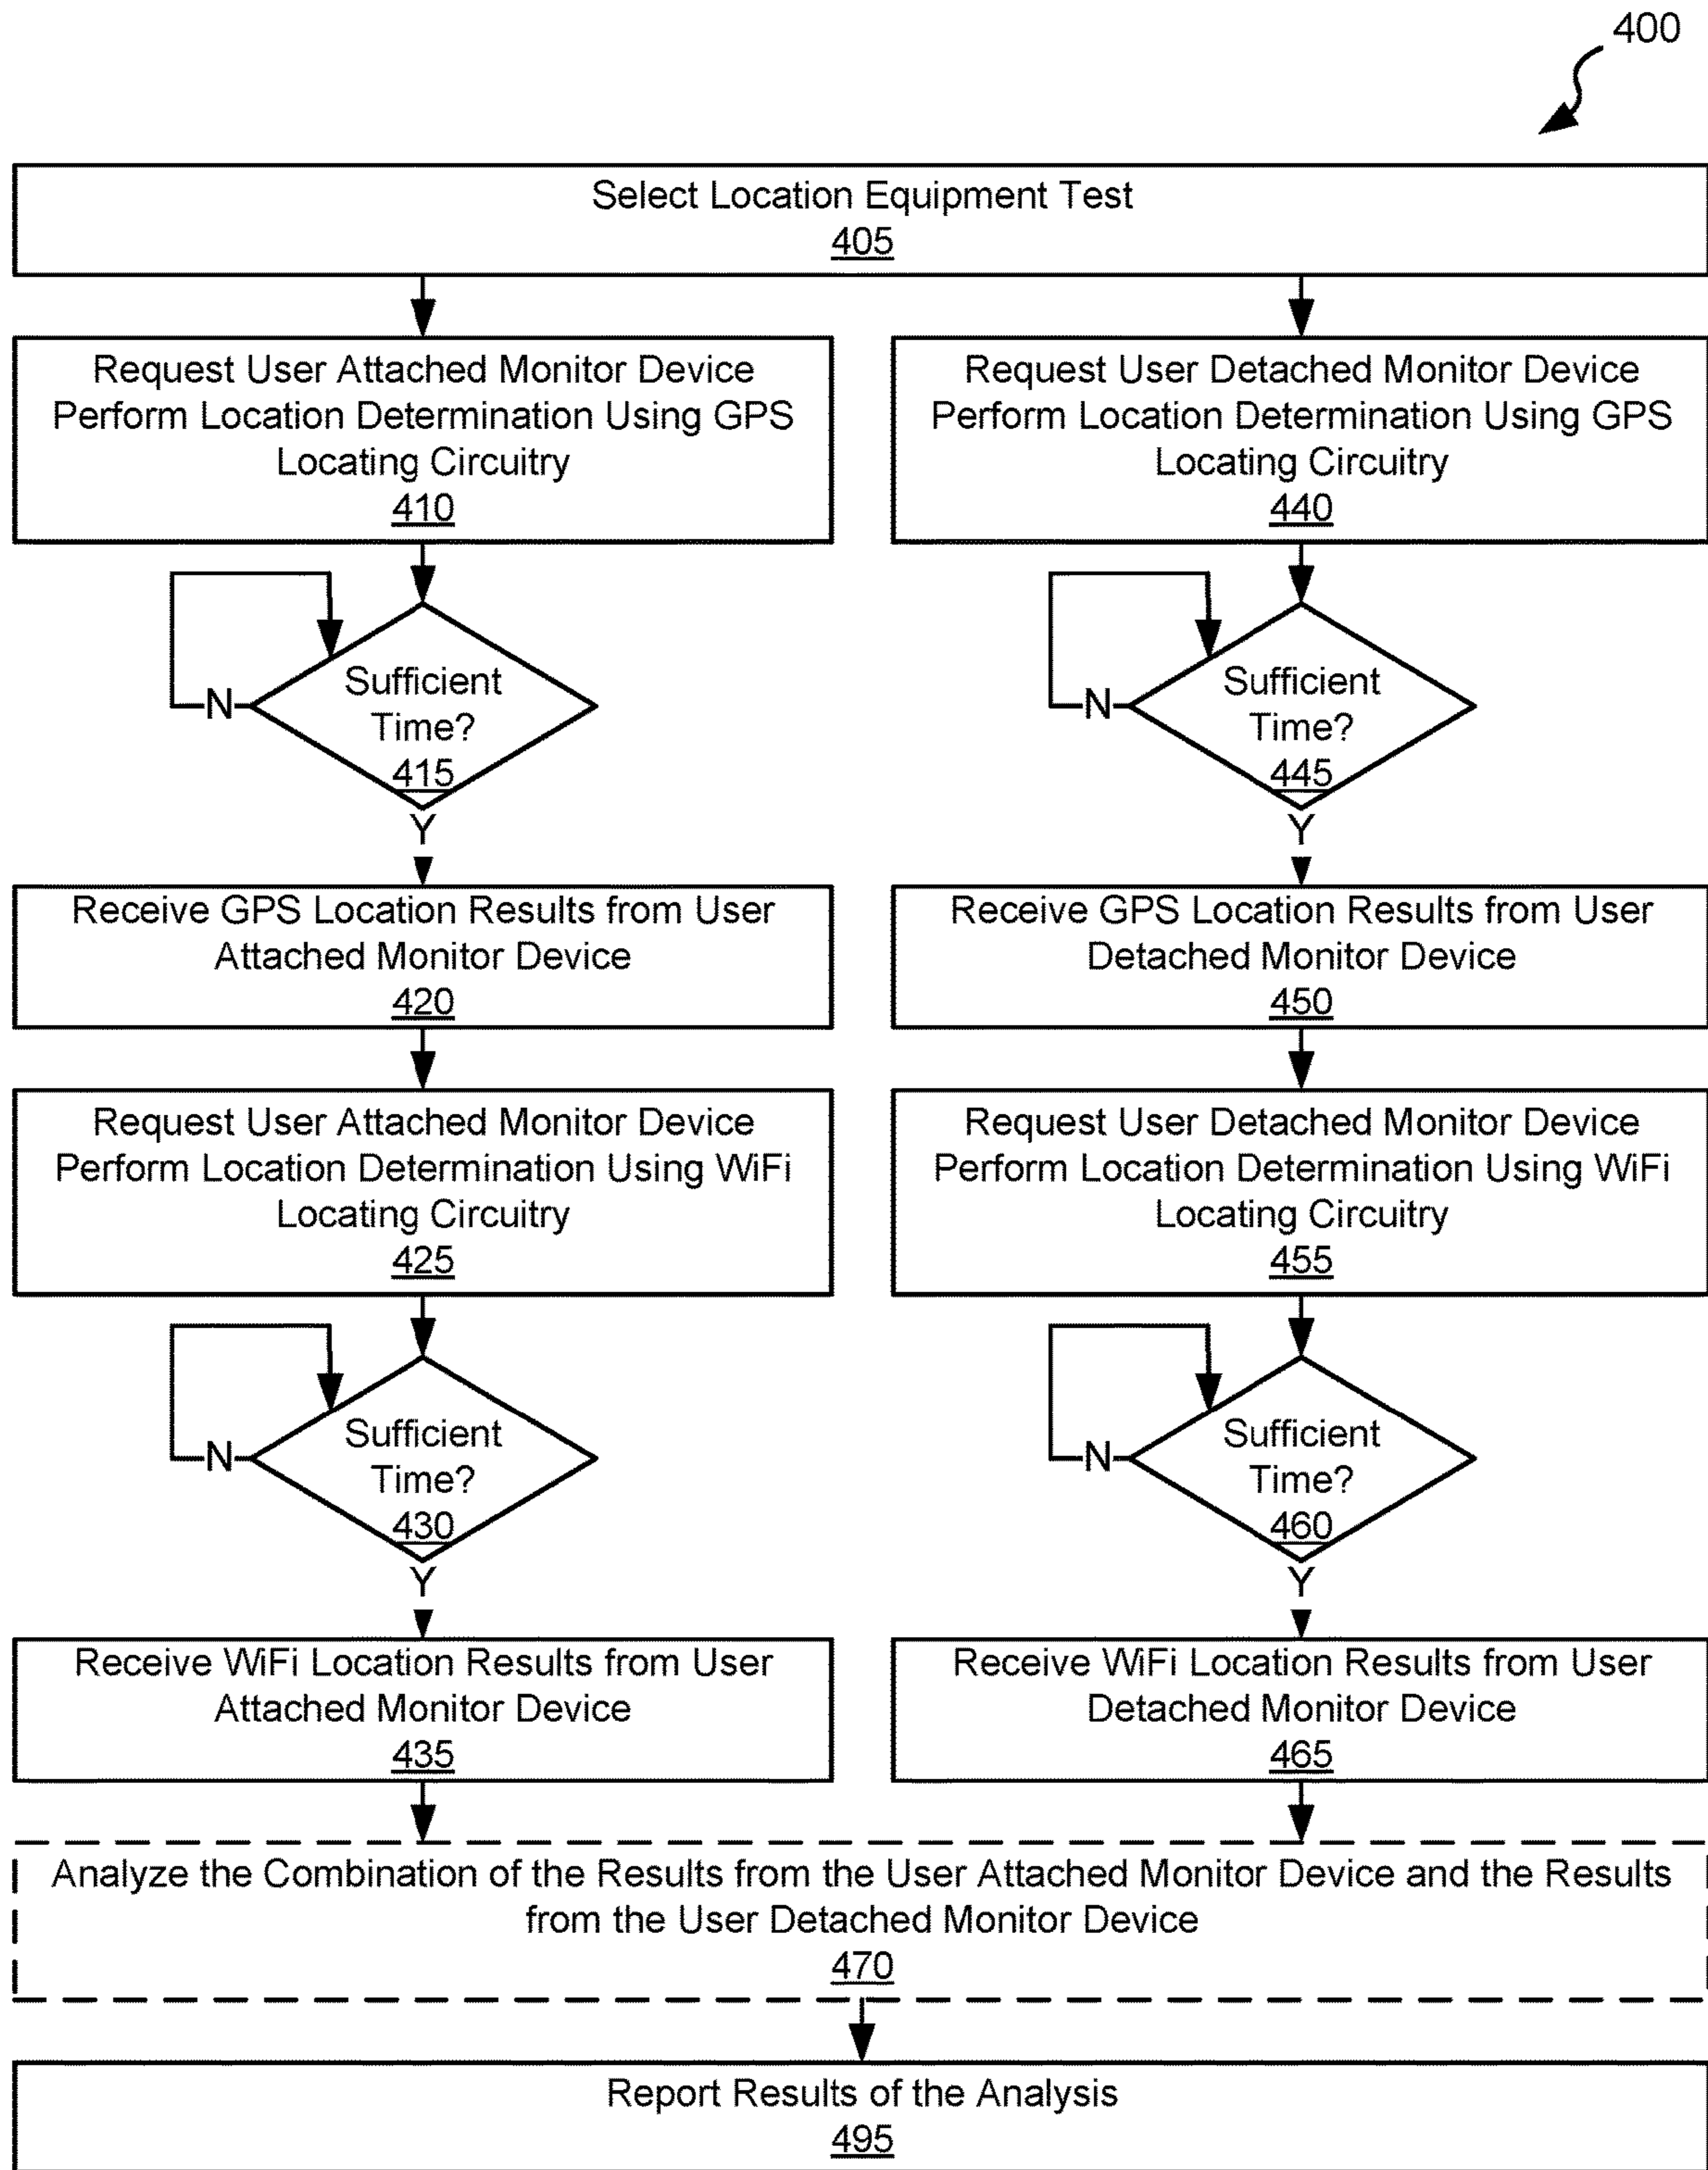 400
Select Location Equipment Test
405
Request User Attached Monitor Device
Perform Location Determination Using GPS
Locating Circuitry
410
Sufficient
Time?
415
N
Y
Receive GPS Location Results from User
Attached Monitor Device
420
Request User Attached Monitor Device
Perform Location Determination Using WiFi
Locating Circuitry
425
Sufficient
Time?
430
N
Y
Receive WiFi Location Results from User
Attached Monitor Device
435
Request User Detached Monitor Device
Perform Location Determination Using GPS
Locating Circuitry
440
Sufficient
Time?
445
N
Y
Receive GPS Location Results from User
Detached Monitor Device
450
Request User Detached Monitor Device
Perform Location Determination Using WiFi
Locating Circuitry
455
Sufficient
Time?
460
N
Y
Receive WiFi Location Results from User
Detached Monitor Device
465
Analyze the Combination of the Results from the User Attached Monitor Device and the Results
from the User Detached Monitor Device
470
Report Results of the Analysis
495